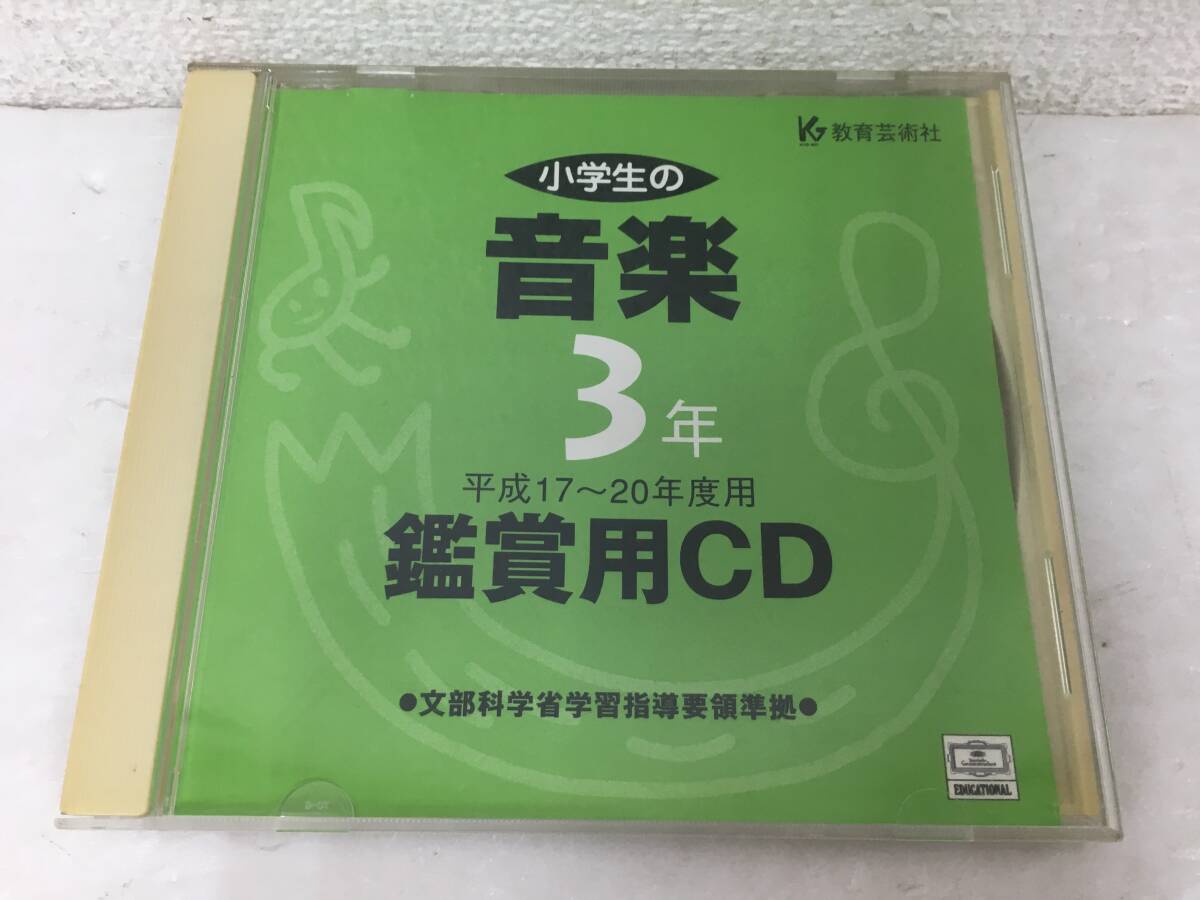 教育芸術社
小学生の
音楽
3年
平成17〜20年度用
鑑賞用CD
●文部科学省学習指導要領準拠●
Deutsche
Grammophon
EDUCATIONAL